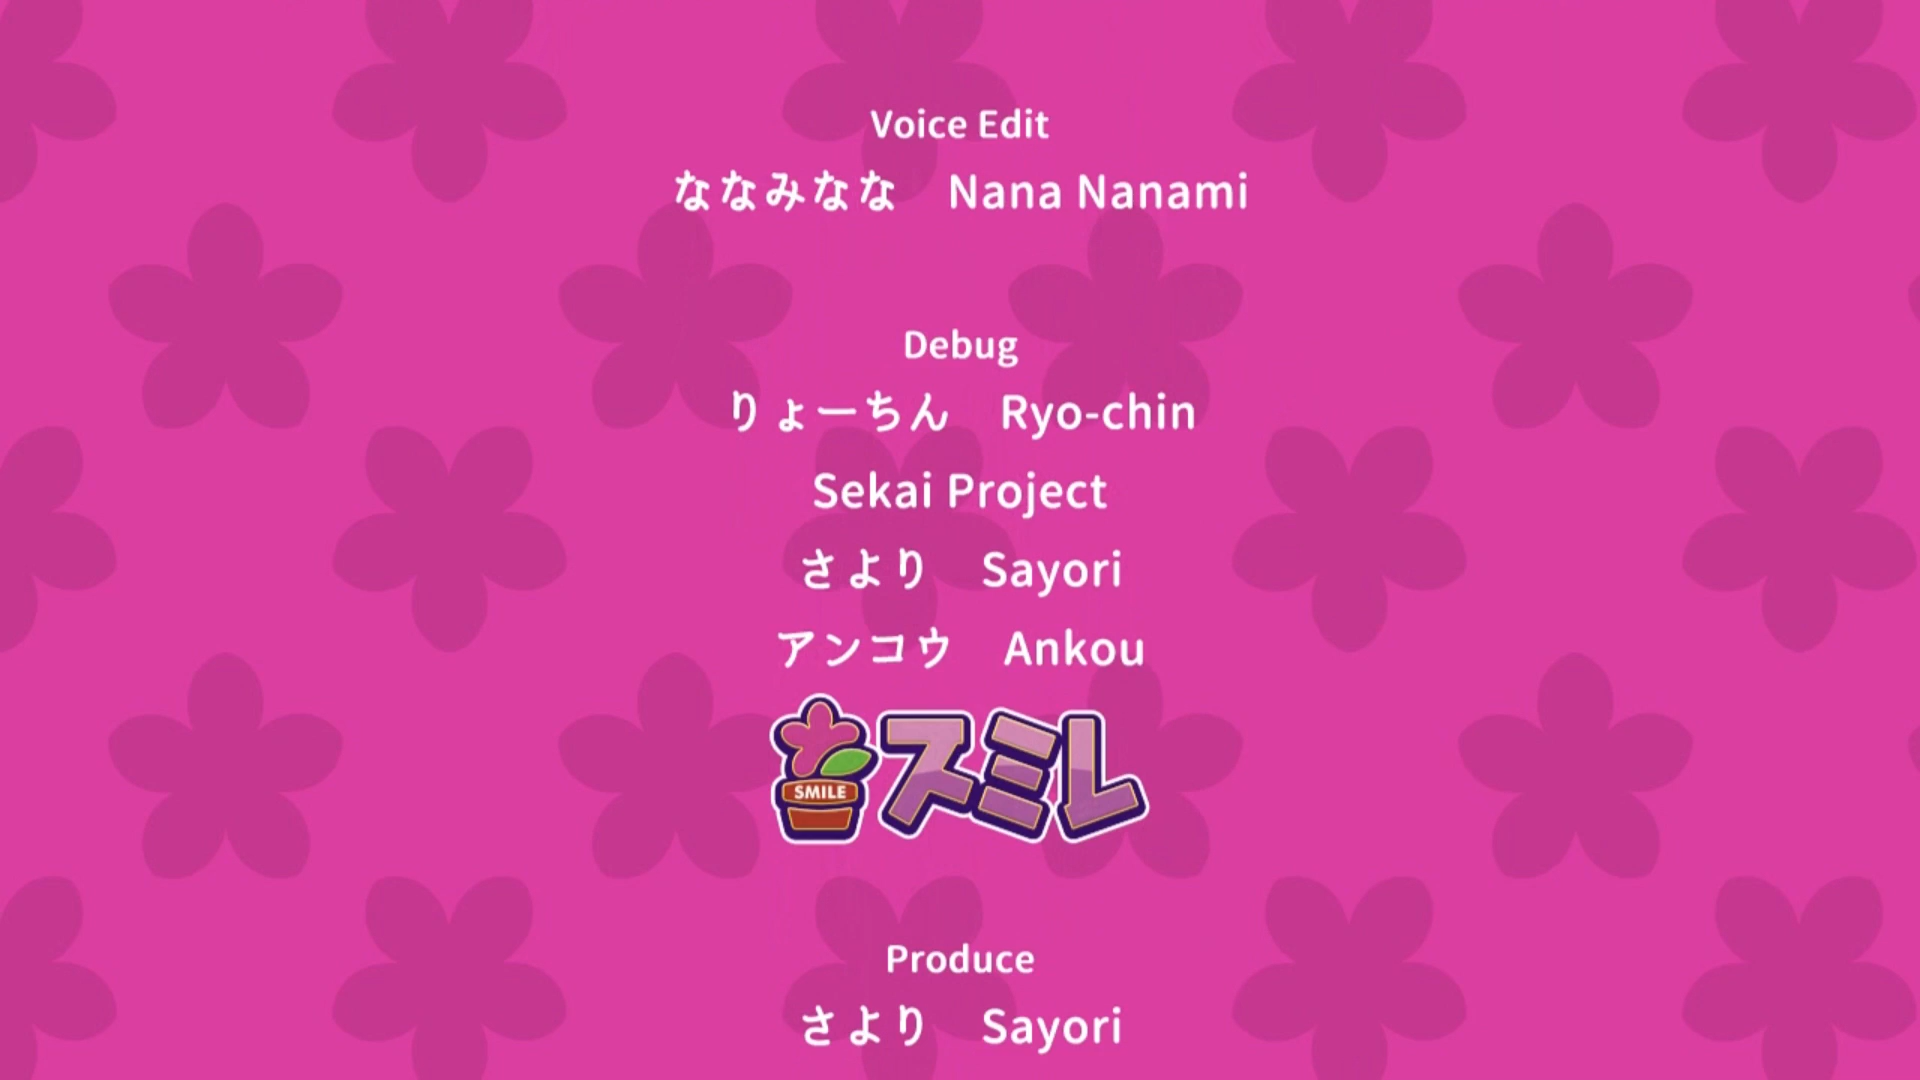 Voice Edit
ななみなな　Nana Nanami
Debug
りょーちん　Ryo-chin
Sekai Project
さより　Sayori
アンコウ　Ankou
SMILE スミレ
Produce
さより　Sayori